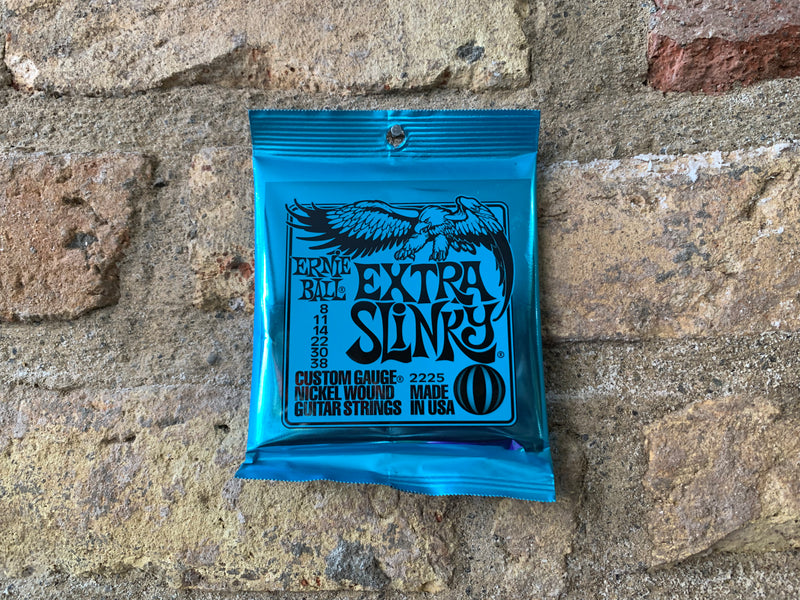 ERNIE
BALL®
EXTRA
SLINKY®
8
11
14
22
30
38
CUSTOM GAUGE® 2225
NICKEL WOUND MADE
GUITAR STRINGS IN USA